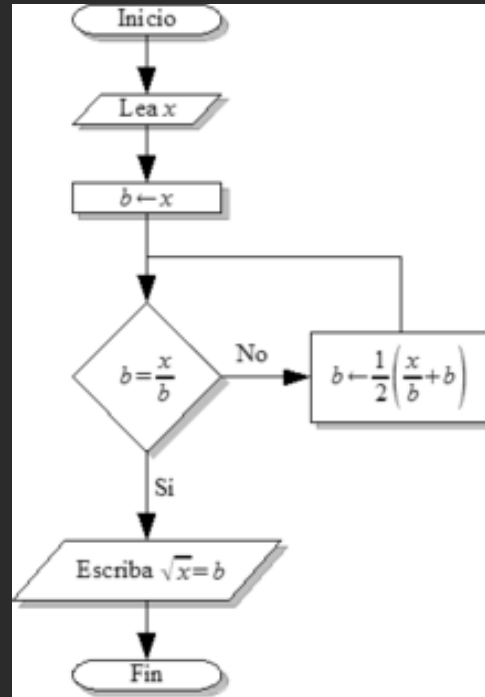 Inicio
Lea x
b ← x
b = x/b
No
b ← 1/2 (x/b + b)
Si
Escriba √x = b
Fin